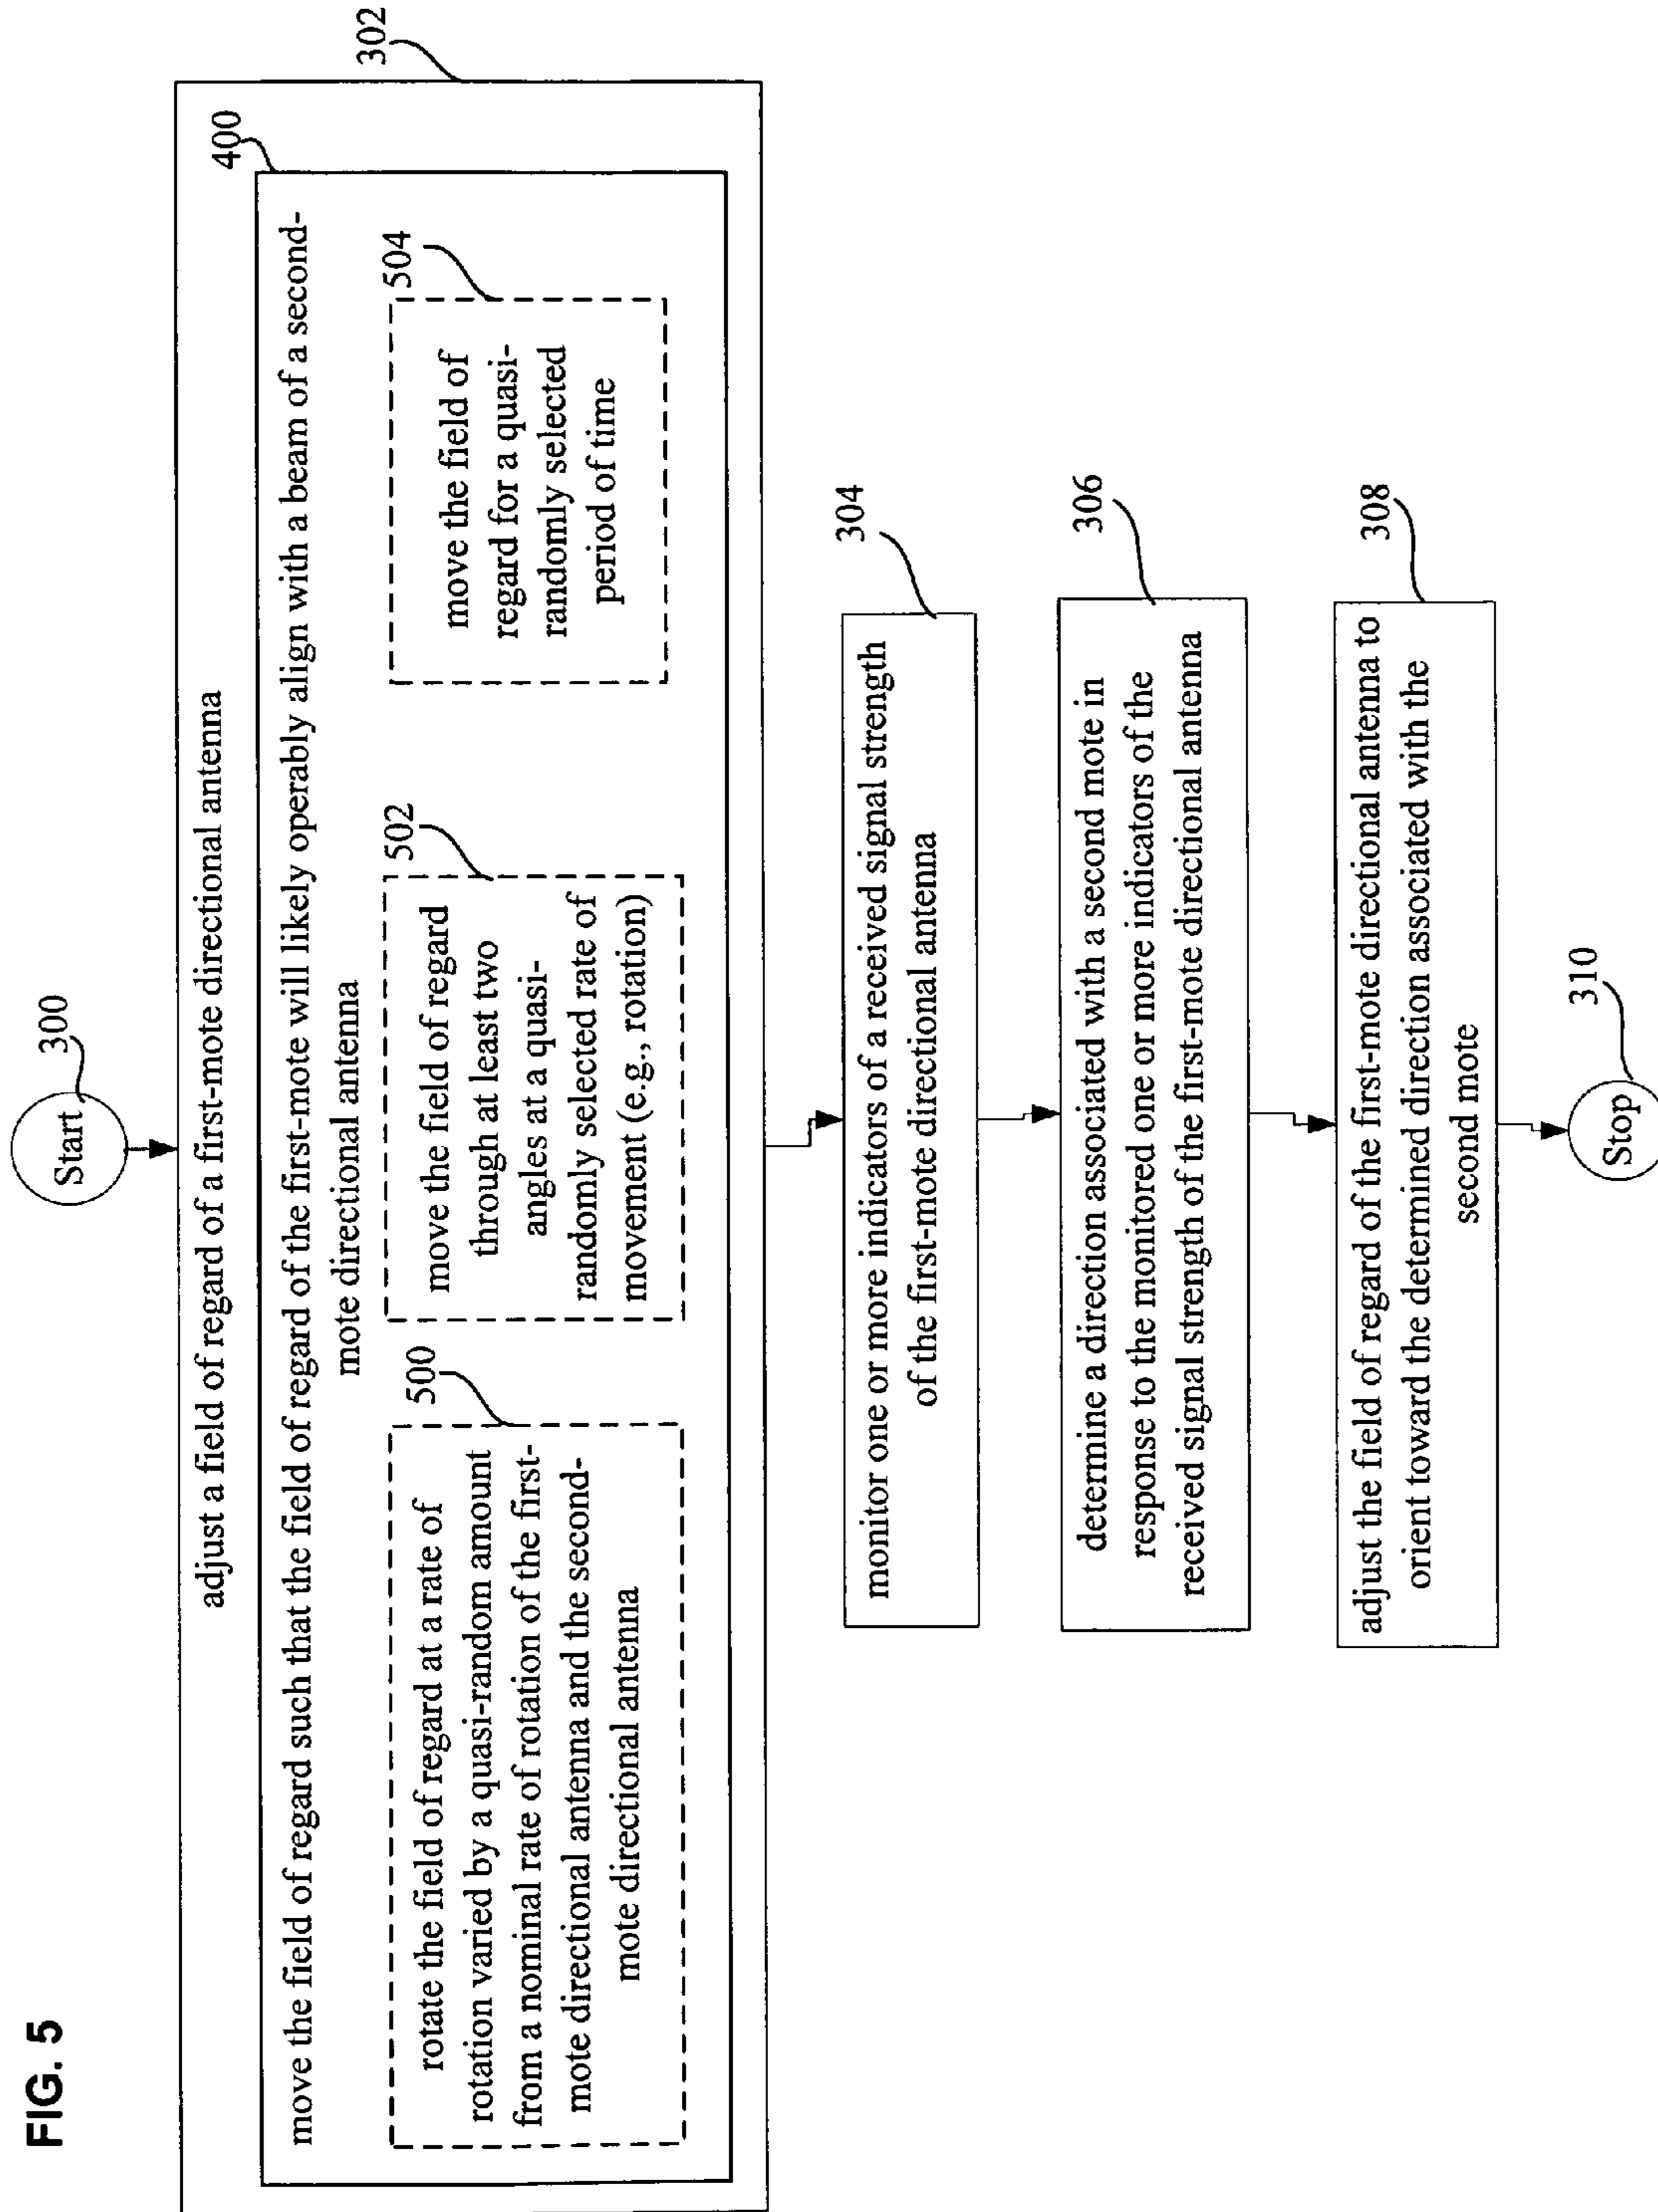 FIG. 5
Start
300
302
adjust a field of regard of a first-mote directional antenna
400
move the field of regard such that the field of regard of the first-mote will likely operably align with a beam of a second-
mote directional antenna
500
rotate the field of regard at a rate of
rotation varied by a quasi-random amount
from a nominal rate of rotation of the first-
mote directional antenna and the second-
mote directional antenna
502
move the field of regard
through at least two
angles at a quasi-
randomly selected rate of
movement (e.g., rotation)
504
move the field of
regard for a quasi-
randomly selected
period of time
304
monitor one or more indicators of a received signal strength
of the first-mote directional antenna
306
determine a direction associated with a second mote in
response to the monitored one or more indicators of the
received signal strength of the first-mote directional antenna
308
adjust the field of regard of the first-mote directional antenna to
orient toward the determined direction associated with the
second mote
310
Stop